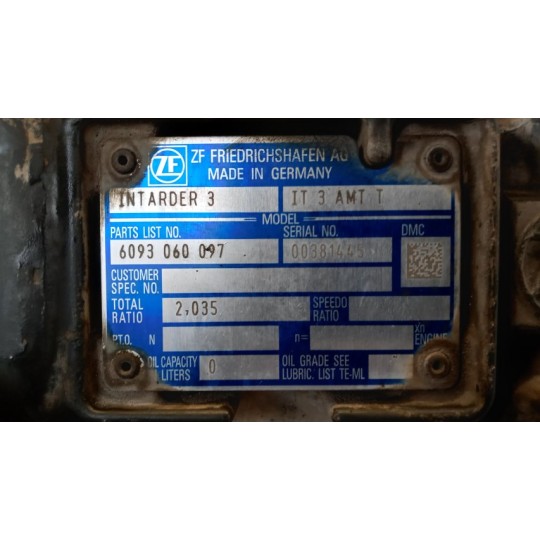 ZF
ZF FRIEDRICHSHAFEN AG
MADE IN GERMANY
INTARDER 3 IT 3 AMT T
MODEL
PARTS LIST NO. SERIAL NO. DMC
6093 060 097
CUSTOMER
SPEC. NO.
TOTAL RATIO 2,035 SPEEDO RATIO
P.T.O. N n= xn ENGINE
OIL CAPACITY LITERS 0 OIL GRADE SEE LUBRIC. LIST TE-ML